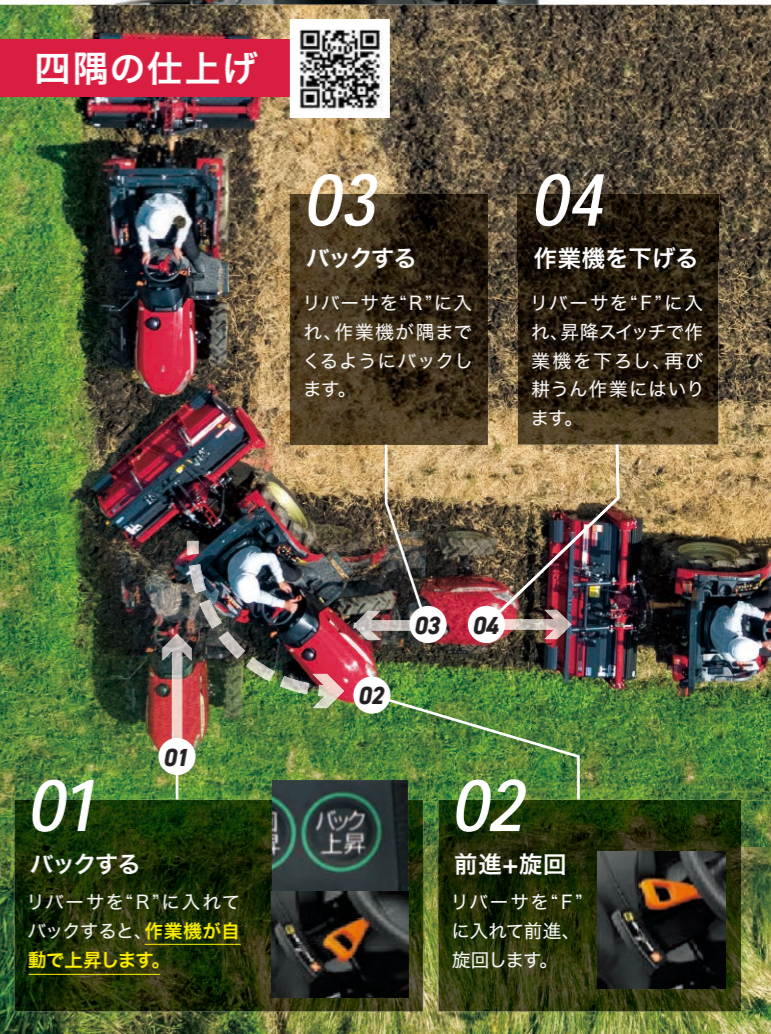 四隅の仕上げ
03
バックする
リバーサを“R”に入
れ、作業機が隅まで
くるようにバックし
ます。
04
作業機を下げる
リバーサを“F”に入
れ、昇降スイッチで作
業機を下ろし、再び
耕うん作業にはいり
ます。
03
04
02
01
01
バックする
リバーサを“R”に入れて
バックすると、作業機が自
動で上昇します。
バック
上昇
02
前進+旋回
リバーサを“F”
に入れて前進、
旋回します。